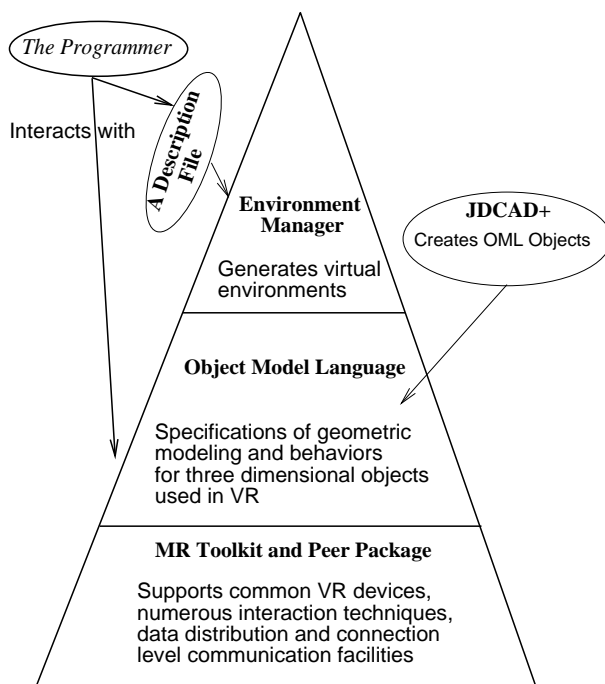 The Programmer
Interacts with
A Description
File
Environment
Manager
Generates virtual
environments
JDCAD+
Creates OML Objects
Object Model Language
Specifications of geometric
modeling and behaviors
for three dimensional objects
used in VR
MR Toolkit and Peer Package
Supports common VR devices,
numerous interaction techniques,
data distribution and connection
level communication facilities